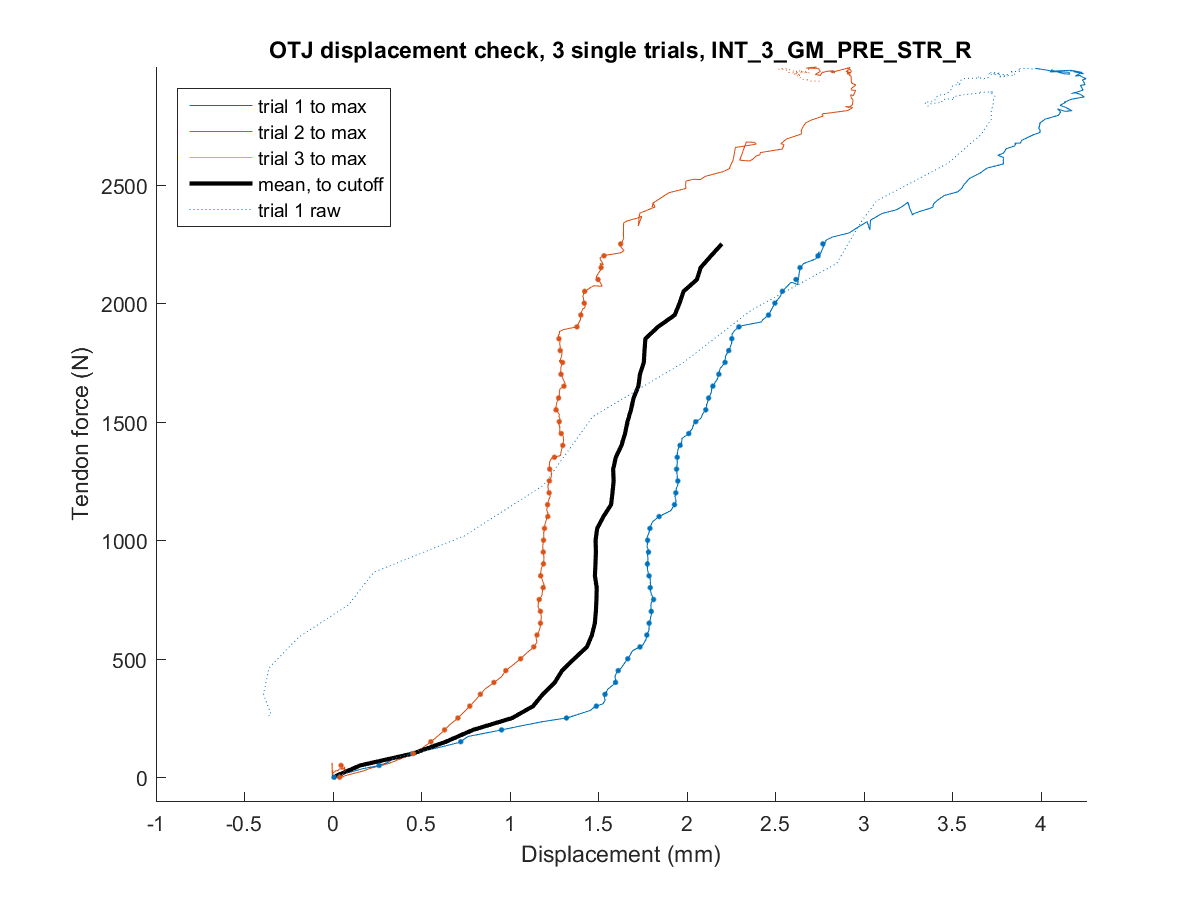 OTJ displacement check, 3 single trials, INT_3_GM_PRE_STR_R
trial 1 to max
trial 2 to max
trial 3 to max
mean, to cutoff
trial 1 raw
2500
2000
1500
1000
500
0
Tendon force (N)
-1 -0.5 0 0.5 1 1.5 2 2.5 3 3.5 4
Displacement (mm)